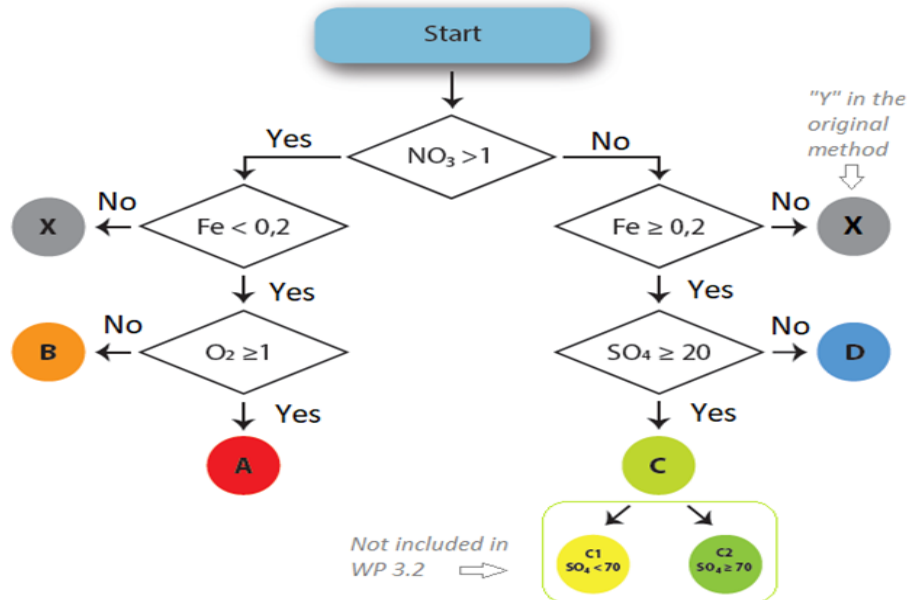 Start
"Y" in the
original
method
Yes
NO₃ >1
No
X
No
Fe < 0,2
Fe ≥ 0,2
No
X
Yes
Yes
B
No
O₂ ≥1
SO₄ ≥ 20
No
D
Yes
Yes
A
C
Not included in
WP 3.2
C1
SO₄ < 70
C2
SO₄ ≥ 70